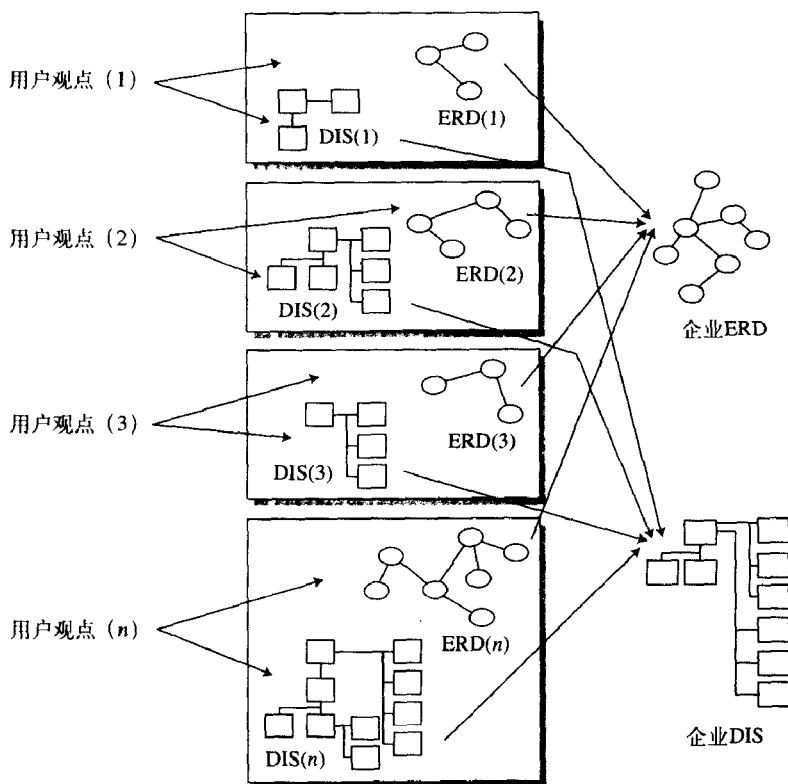 用户观点（1）
ERD(1)
DIS(1)
用户观点（2）
ERD(2)
DIS(2)
企业ERD
用户观点（3）
ERD(3)
DIS(3)
用户观点（n）
ERD(n)
DIS(n)
企业DIS